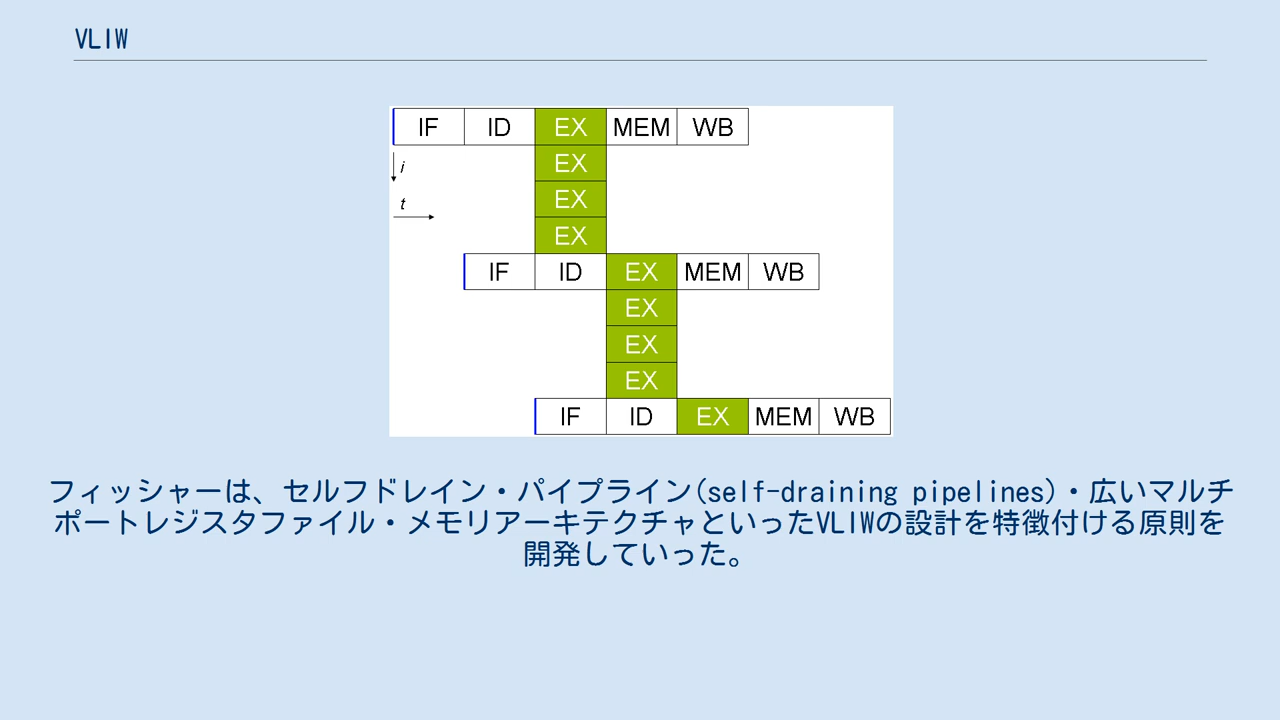 VLIW
IF ID EX MEM WB
EX
i
EX
t
EX
IF ID EX MEM WB
EX
EX
EX
IF ID EX MEM WB
フィッシャーは、セルフドレイン・パイプライン(self-draining pipelines)・広いマルチ
ポートレジスタファイル・メモリアーキテクチャといったVLIWの設計を特徴付ける原則を
開発していった。